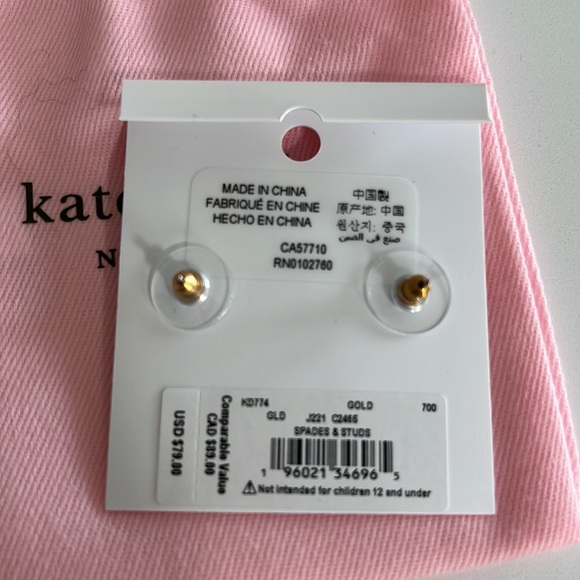 kate
N
MADE IN CHINA
FABRIQUÉ EN CHINE
HECHO EN CHINA
CA57710
RN0102760
中国製
原产地: 中国
원산지: 중국
صنع في الصين
KD774 GOLD 700
GLD J221 C2465
SPADES & STUDS
1 96021 34696 5
⚠Not intended for children 12 and under
Comparable Value
CAD $89.00
USD $79.00